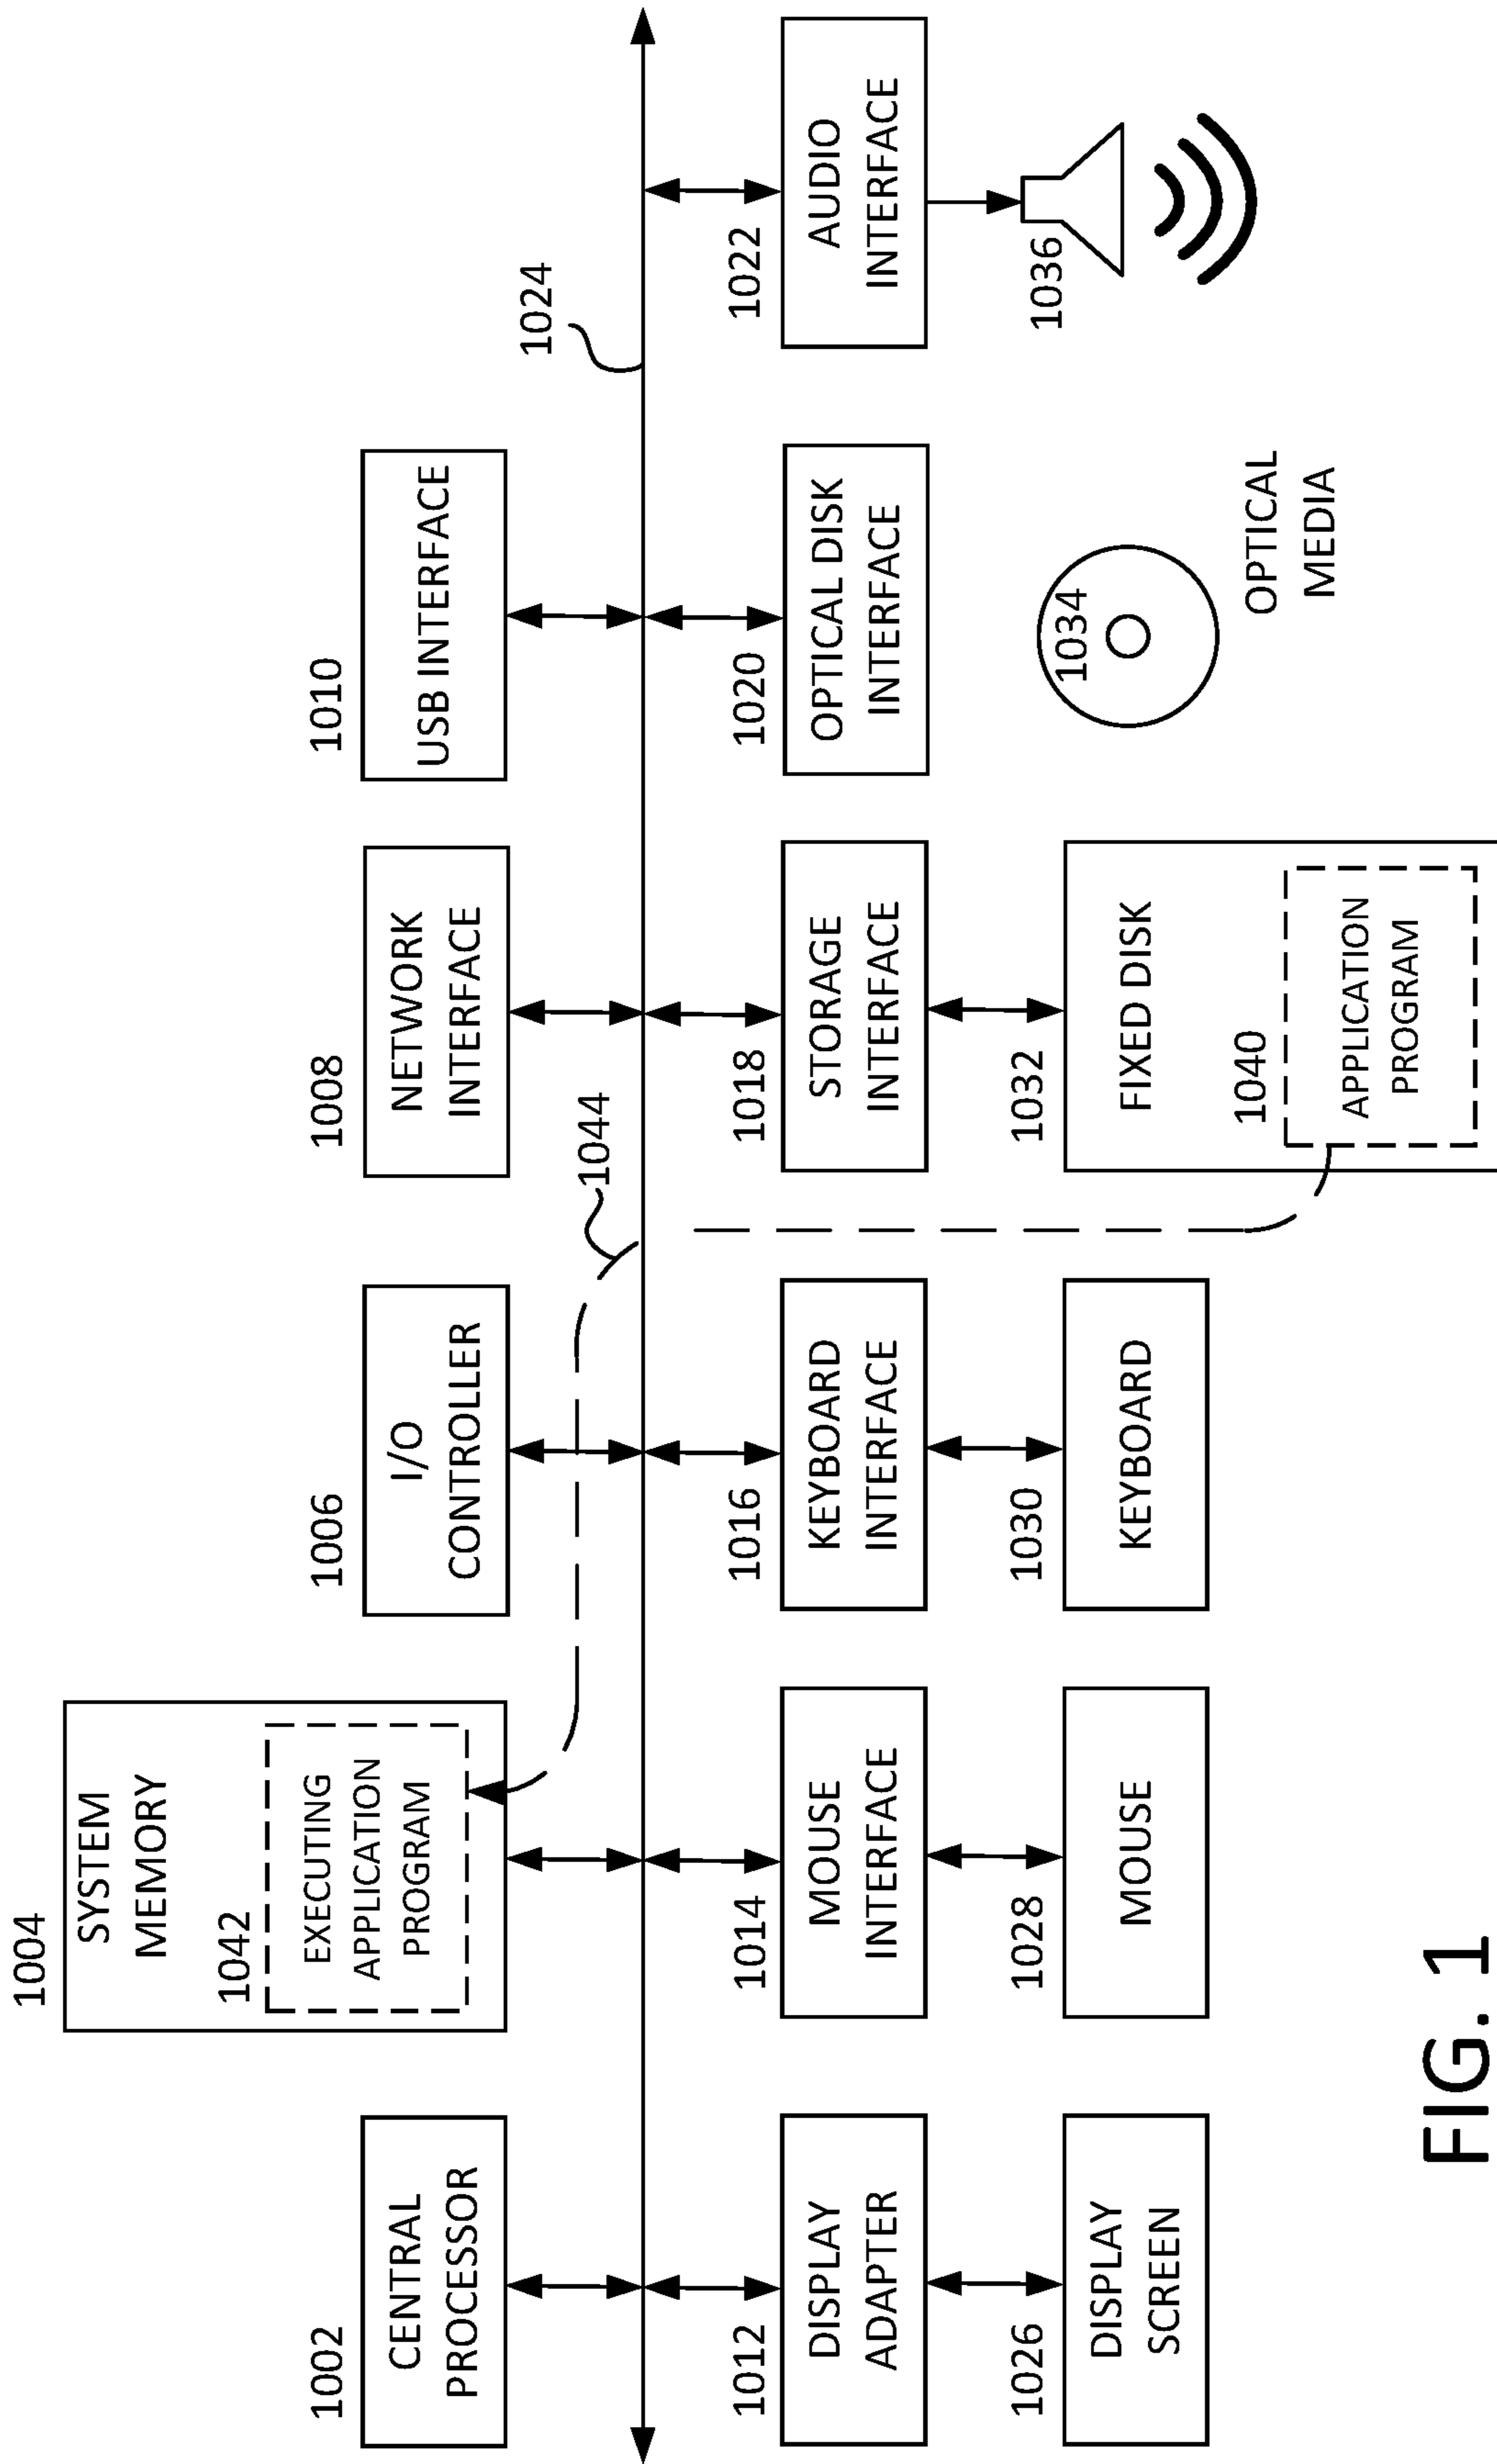 1002
CENTRAL
PROCESSOR
1004
SYSTEM
MEMORY
1042
EXECUTING
APPLICATION
PROGRAM
1006
I/O
CONTROLLER
1008
NETWORK
INTERFACE
1010
USB INTERFACE
1044
1024
1012
DISPLAY
ADAPTER
1014
MOUSE
INTERFACE
1016
KEYBOARD
INTERFACE
1018
STORAGE
INTERFACE
1020
OPTICAL DISK
INTERFACE
1022
AUDIO
INTERFACE
1026
DISPLAY
SCREEN
1028
MOUSE
1030
KEYBOARD
1032
FIXED DISK
1040
APPLICATION
PROGRAM
1034
OPTICAL
MEDIA
1036
FIG. 1